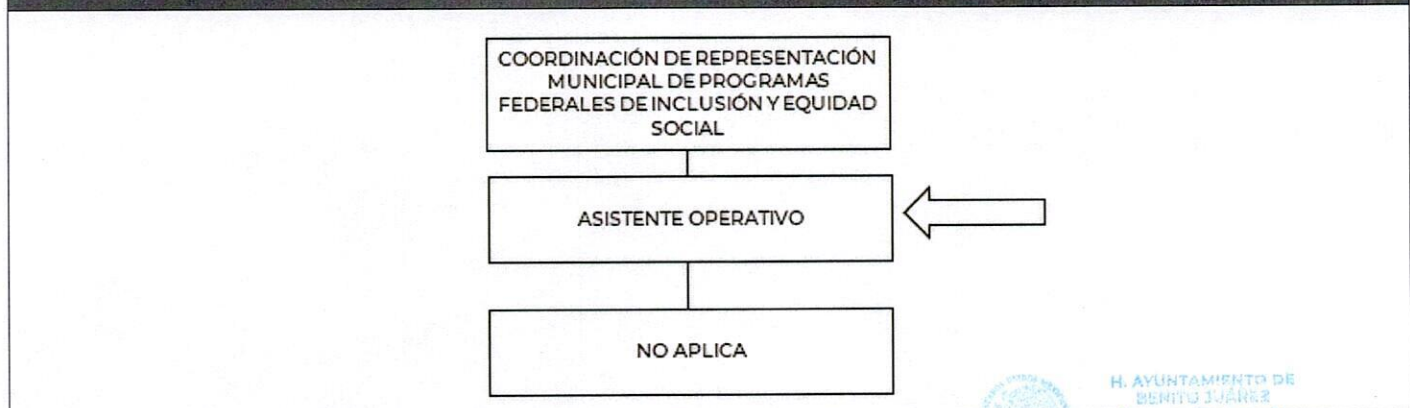 COORDINACIÓN DE REPRESENTACIÓN
MUNICIPAL DE PROGRAMAS
FEDERALES DE INCLUSIÓN Y EQUIDAD
SOCIAL
ASISTENTE OPERATIVO
NO APLICA
H. AYUNTAMIENTO DE
BENITO JUÁREZ